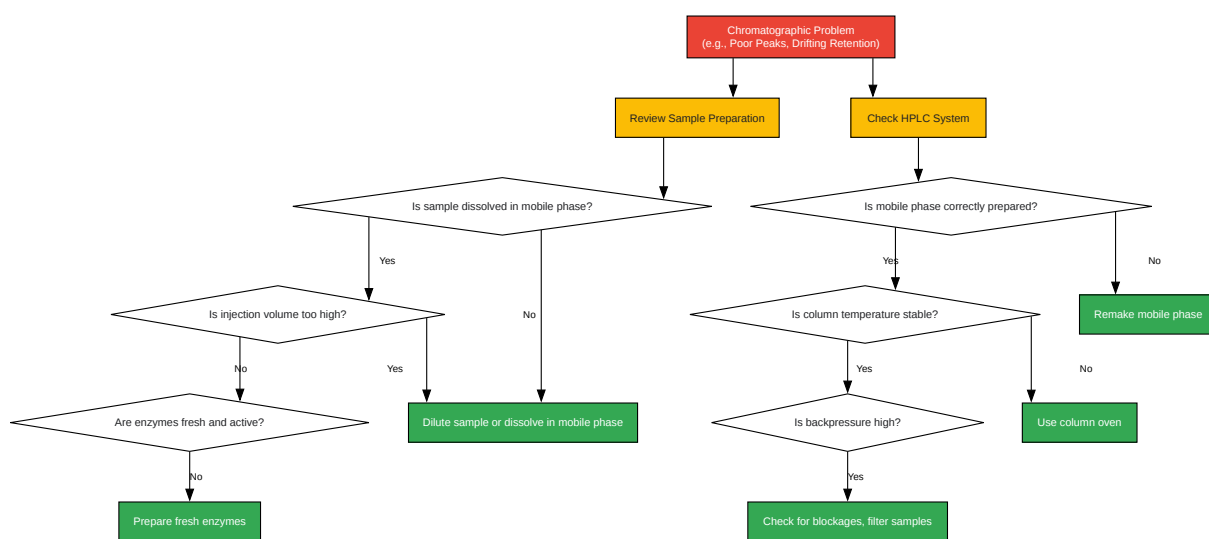 Chromatographic Problem
(e.g., Poor Peaks, Drifting Retention)
Review Sample Preparation
Check HPLC System
Is sample dissolved in mobile phase?
Is mobile phase correctly prepared?
Yes
No
Yes
No
Is injection volume too high?
Is column temperature stable?
Remake mobile phase
No
Yes
Yes
No
Are enzymes fresh and active?
Dilute sample or dissolve in mobile phase
Is backpressure high?
Use column oven
No
Yes
Prepare fresh enzymes
Check for blockages, filter samples